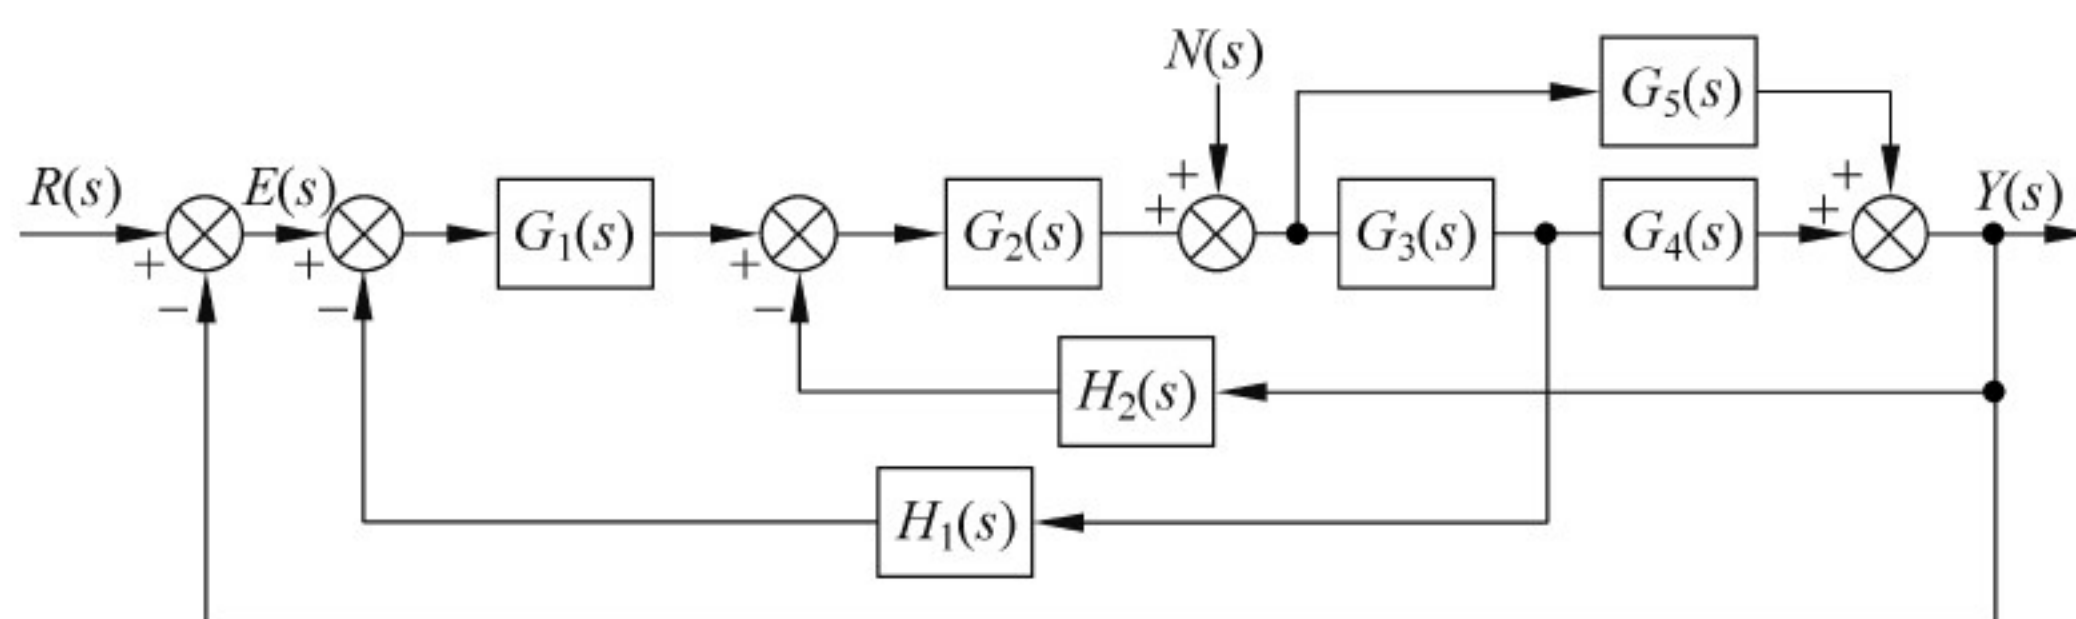 N(s)
G₅(s)
R(s) E(s) G₁(s) G₂(s) + + G₃(s) G₄(s) + + Y(s)
+ − + − + −
H₂(s)
H₁(s)